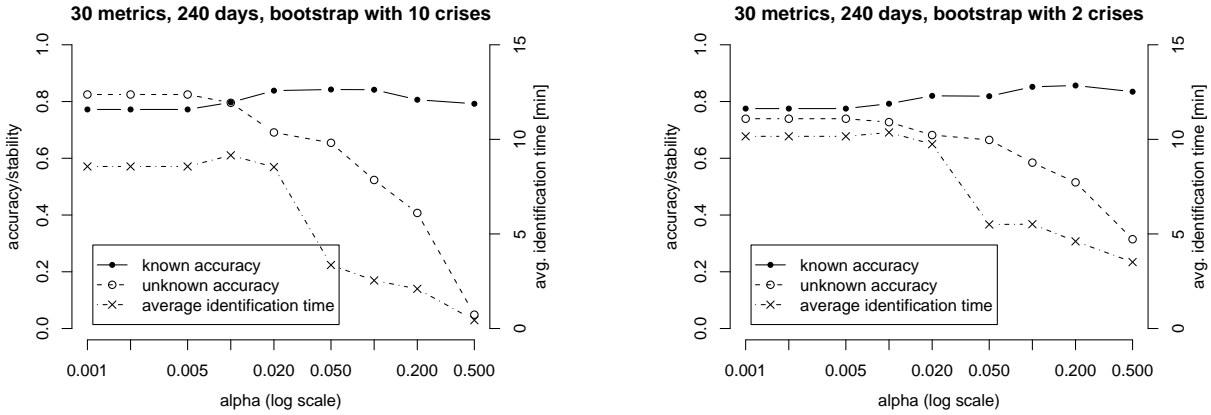 30 metrics, 240 days, bootstrap with 10 crises
1.0
0.8
0.6
0.4
0.2
0.0
accuracy/stability
15
10
5
0
avg. identification time [min]
known accuracy
unknown accuracy
average identification time
0.001 0.005 0.020 0.050 0.200 0.500
alpha (log scale)
30 metrics, 240 days, bootstrap with 2 crises
1.0
0.8
0.6
0.4
0.2
0.0
accuracy/stability
15
10
5
0
avg. identification time [min]
known accuracy
unknown accuracy
average identification time
0.001 0.005 0.020 0.050 0.200 0.500
alpha (log scale)